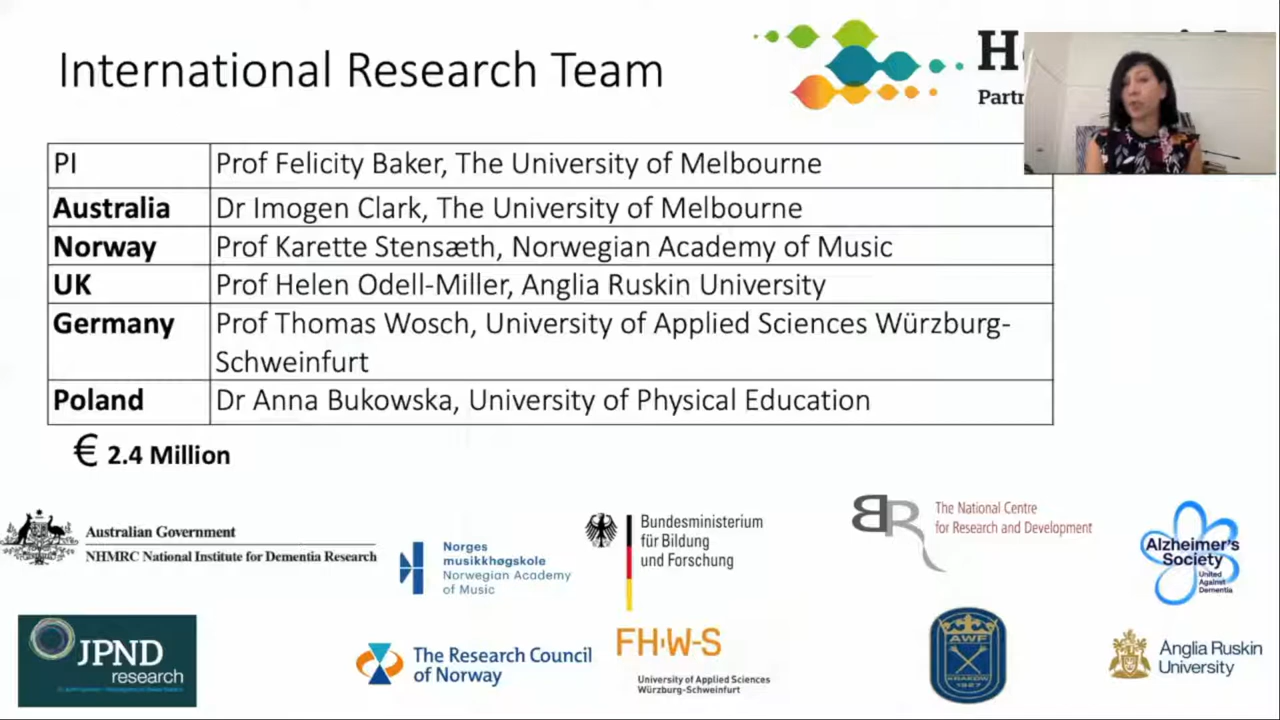 International Research Team
PI
Prof Felicity Baker, The University of Melbourne
Australia
Dr Imogen Clark, The University of Melbourne
Norway
Prof Karette Stensæth, Norwegian Academy of Music
UK
Prof Helen Odell-Miller, Anglia Ruskin University
Germany
Prof Thomas Wosch, University of Applied Sciences Würzburg-
Schweinfurt
Poland
Dr Anna Bukowska, University of Physical Education
€ 2.4 Million
Australian Government
NHMRC National Institute for Dementia Research
Norges
musikkhøgskole
Norwegian Academy
of Music
Bundesministerium
für Bildung
und Forschung
BR
The National Centre
for Research and Development
Alzheimer's
Society
United
Against
Dementia
JPND
research
The Research Council
of Norway
FH·W-S
University of Applied Sciences
Würzburg-Schweinfurt
AWF
KRAKÓW
1927
Anglia Ruskin
University